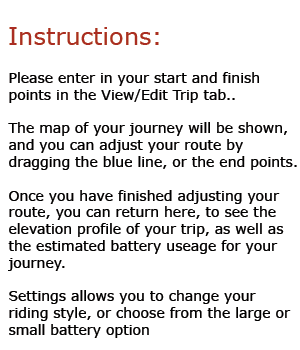 Instructions:
Please enter in your start and finish
points in the View/Edit Trip tab..
The map of your journey will be shown,
and you can adjust your route by
dragging the blue line, or the end points.
Once you have finished adjusting your
route, you can return here, to see the
elevation profile of your trip, as well as
the estimated battery useage for your
journey.
Settings allows you to change your
riding style, or choose from the large or
small battery option